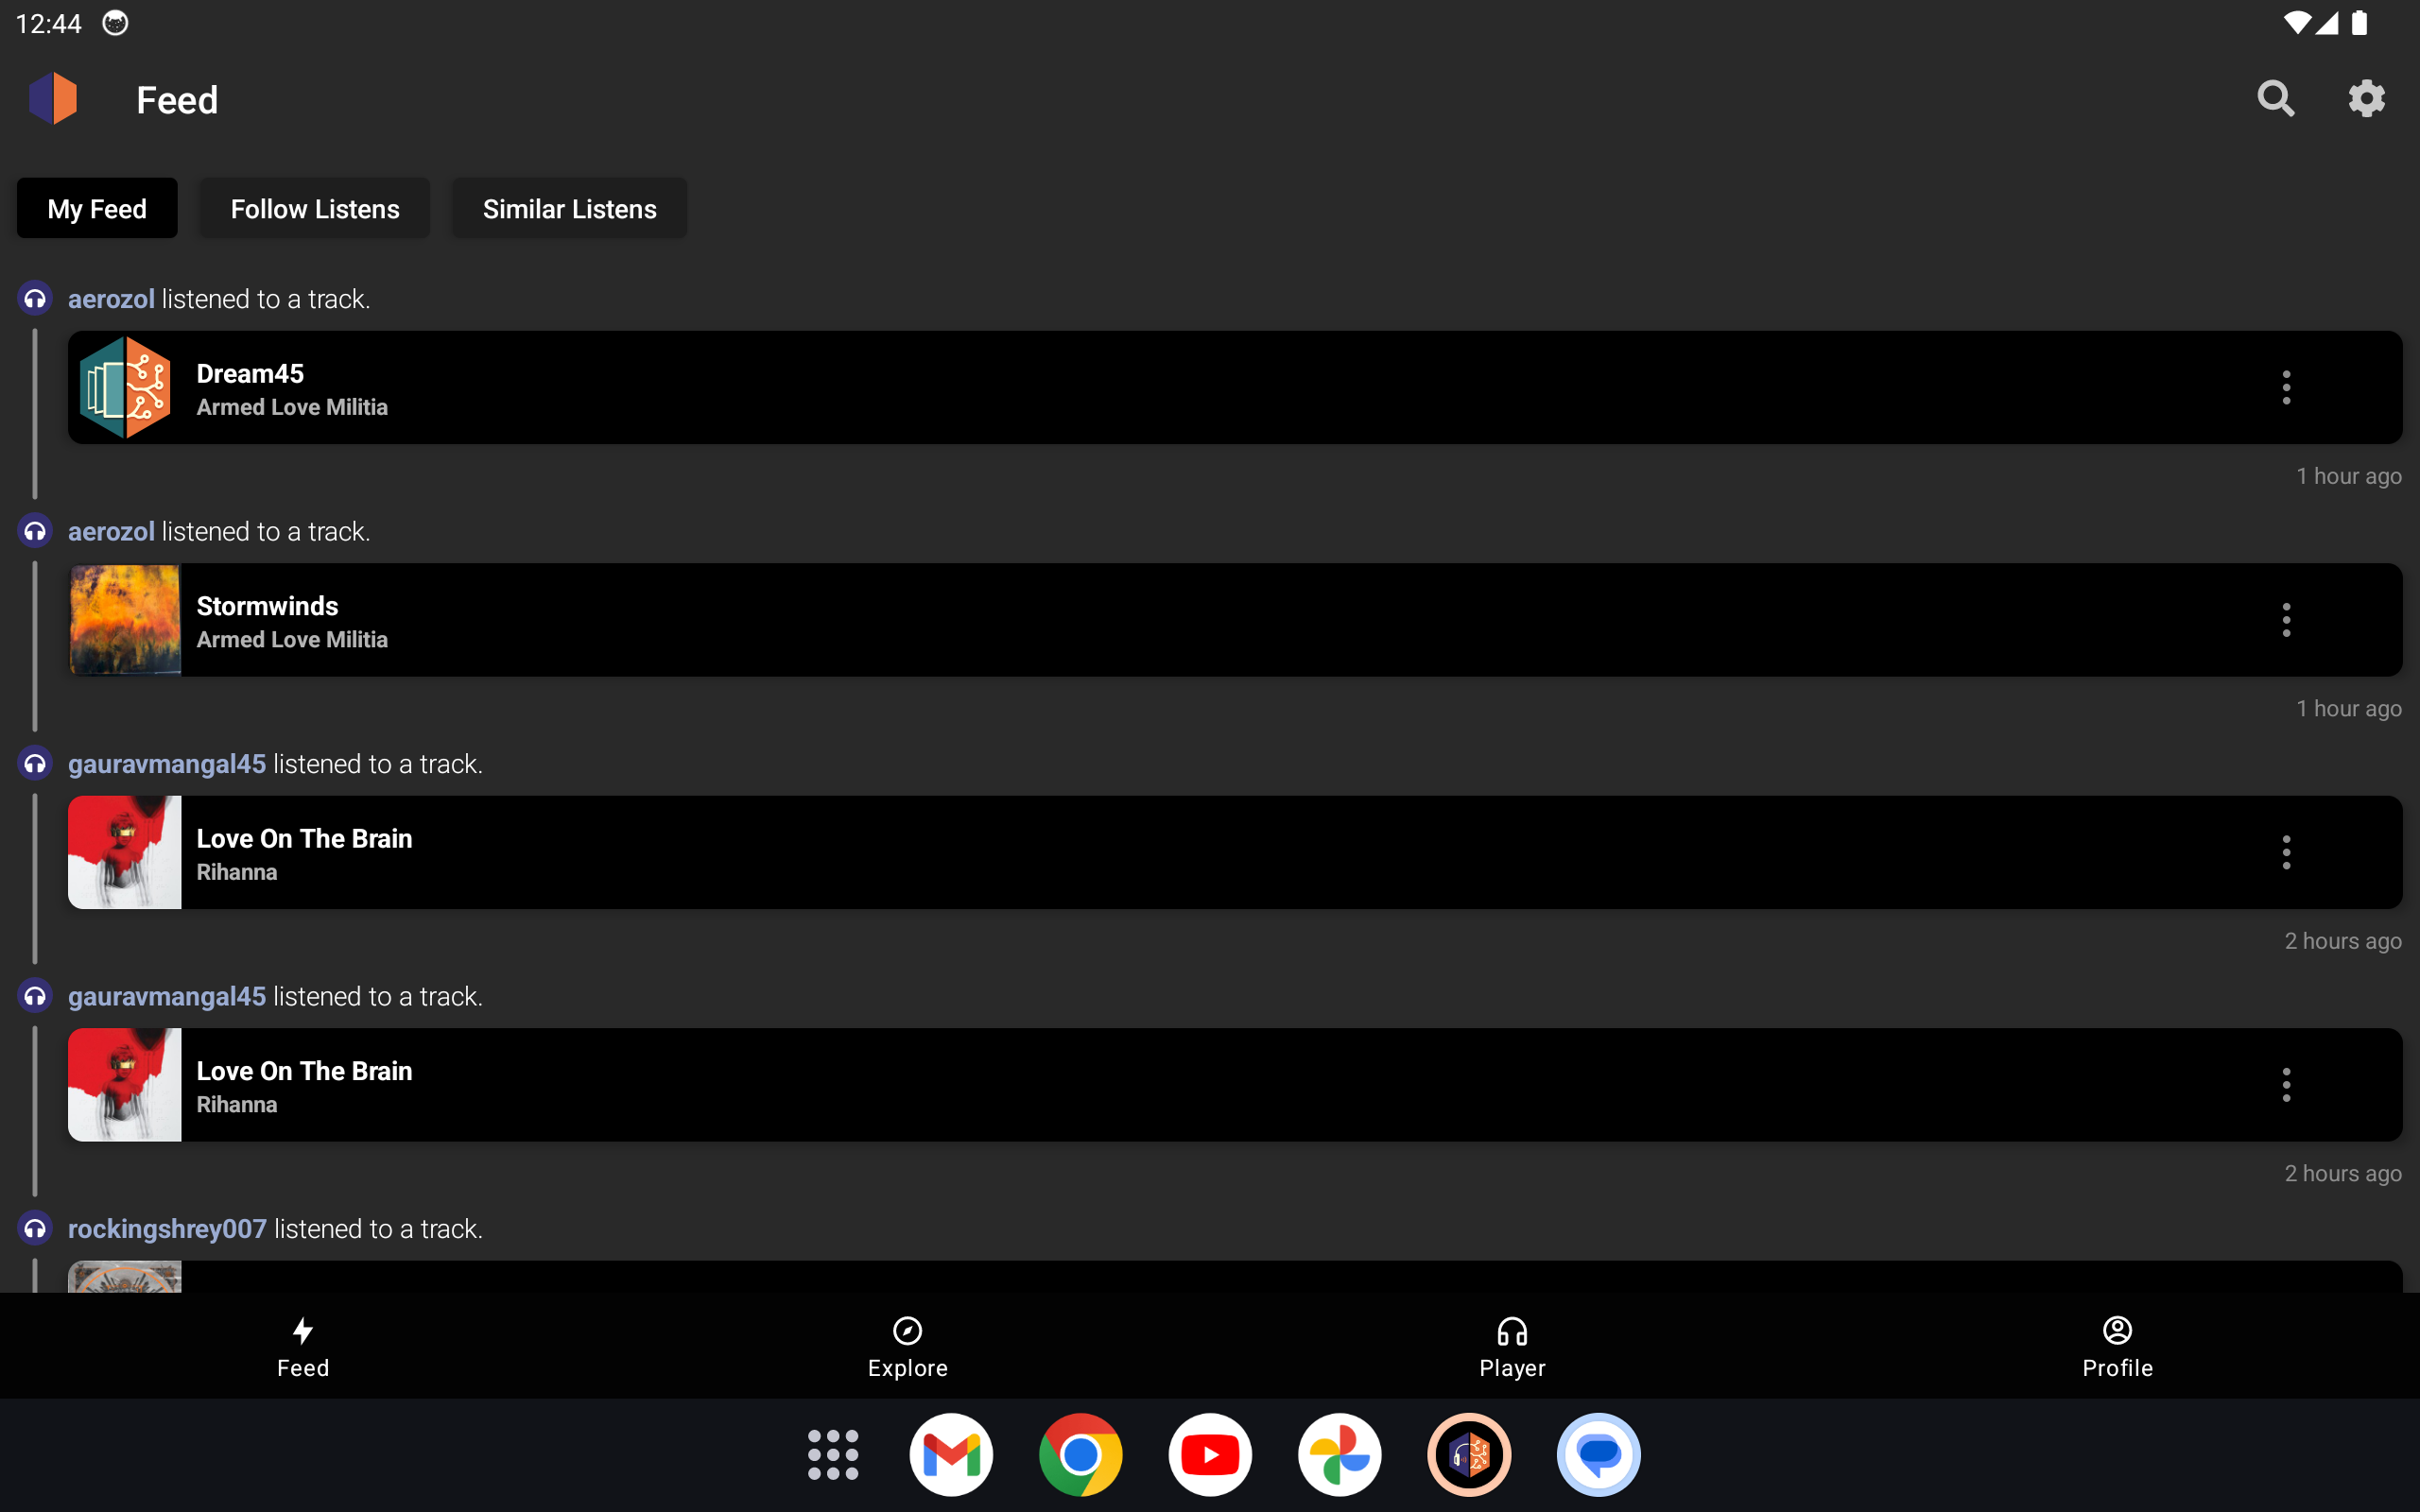 12:44
Feed
My Feed
Follow Listens
Similar Listens
aerozol listened to a track.
Dream45
Armed Love Militia
1 hour ago
aerozol listened to a track.
Stormwinds
Armed Love Militia
1 hour ago
gauravmangal45 listened to a track.
Love On The Brain
Rihanna
2 hours ago
gauravmangal45 listened to a track.
Love On The Brain
Rihanna
2 hours ago
rockingshrey007 listened to a track.
Feed
Explore
Player
Profile